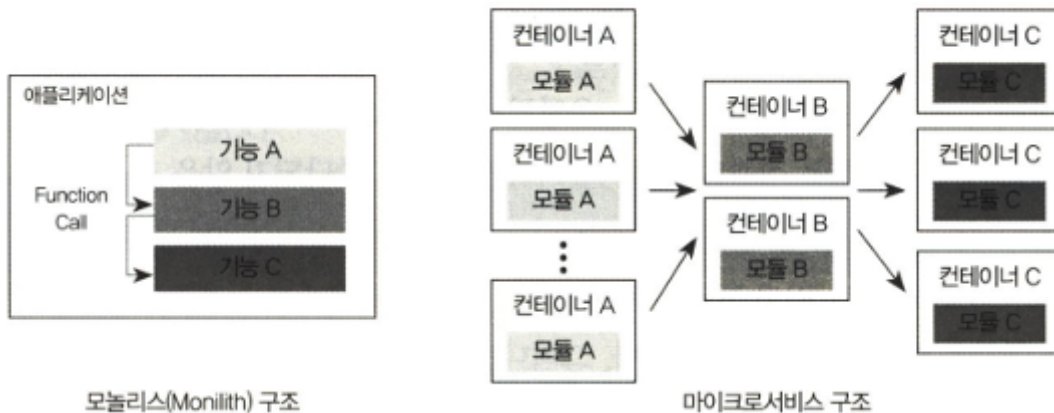 애플리케이션
기능 A
Function
Call
기능 B
기능 C
모놀리스(Monilith) 구조
컨테이너 A
모듈 A
컨테이너 A
모듈 A
컨테이너 A
모듈 A
컨테이너 B
모듈 B
컨테이너 B
모듈 B
컨테이너 C
모듈 C
컨테이너 C
모듈 C
컨테이너 C
모듈 C
마이크로서비스 구조